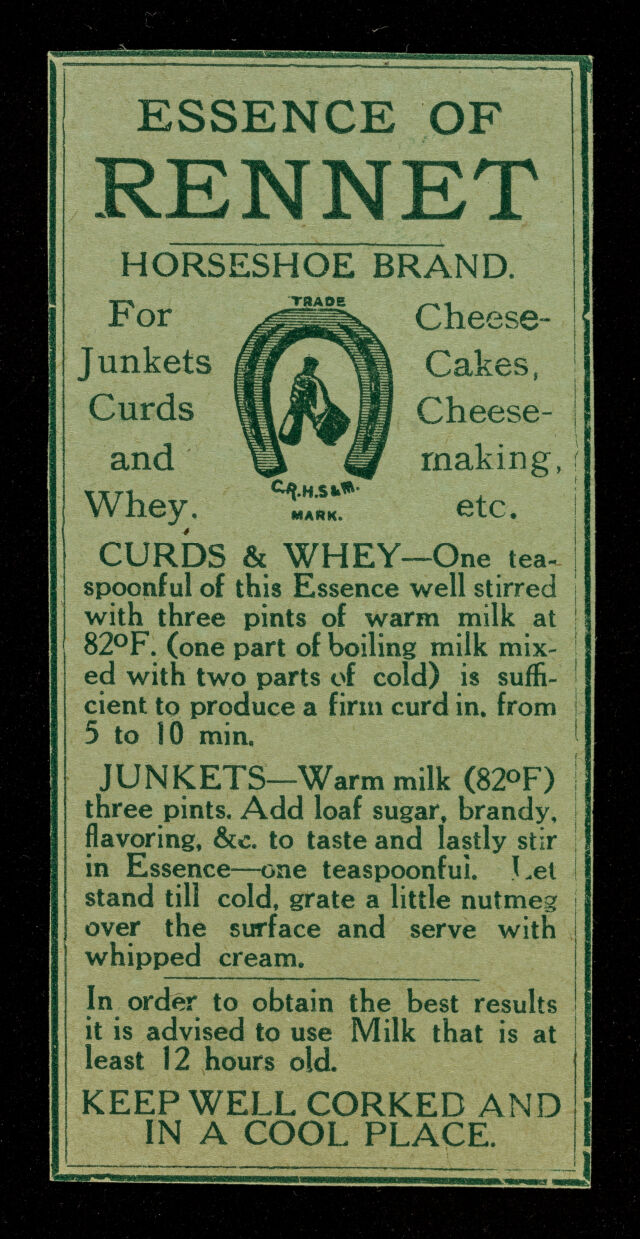 ESSENCE OF
RENNET
HORSESHOE BRAND.
For
Junkets
Curds
and
Whey.
TRADE
C.R.H.S & M.
MARK.
Cheese-
Cakes,
Cheese-
making,
etc.
CURDS & WHEY—One tea-
spoonful of this Essence well stirred
with three pints of warm milk at
82ºF. (one part of boiling milk mix-
ed with two parts of cold) is suffi-
cient to produce a firm curd in. from
5 to 10 min.
JUNKETS—Warm milk (82ºF)
three pints. Add loaf sugar, brandy,
flavoring, &c. to taste and lastly stir
in Essence—one teaspoonful. Let
stand till cold, grate a little nutmeg
over the surface and serve with
whipped cream.
In order to obtain the best results
it is advised to use Milk that is at
least 12 hours old.
KEEP WELL CORKED AND
IN A COOL PLACE.